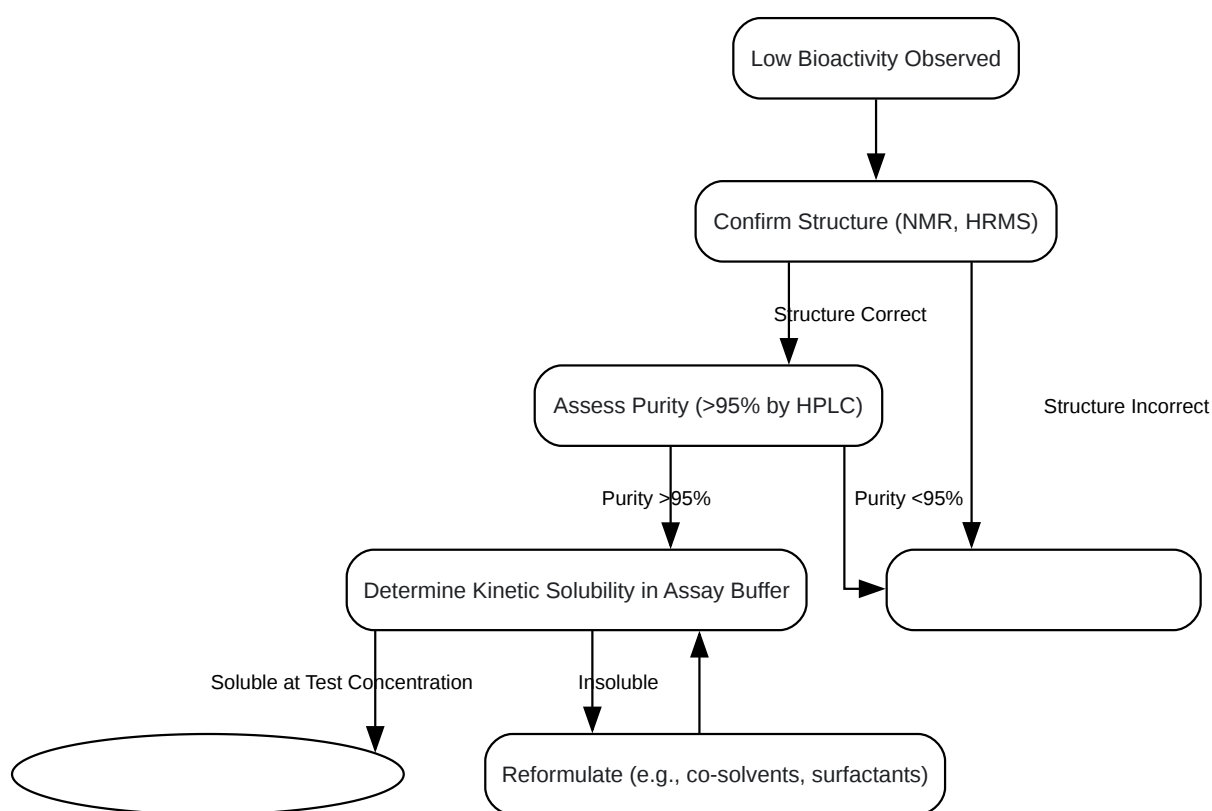 Low Bioactivity Observed
Confirm Structure (NMR, HRMS)
Structure Correct
Assess Purity (>95% by HPLC)
Structure Incorrect
Purity >95%
Purity <95%
Determine Kinetic Solubility in Assay Buffer
Soluble at Test Concentration
Insoluble
Reformulate (e.g., co-solvents, surfactants)